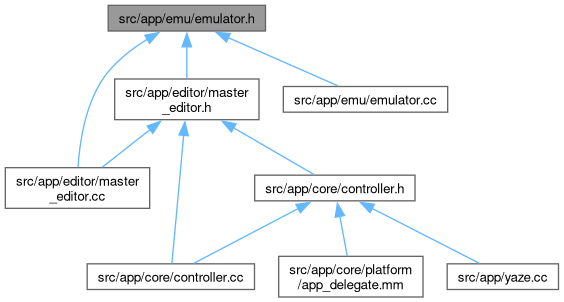 src/app/emu/emulator.h
src/app/editor/master
_editor.h
src/app/emu/emulator.cc
src/app/editor/master
_editor.cc
src/app/core/controller.h
src/app/core/controller.cc
src/app/core/platform
/app_delegate.mm
src/app/yaze.cc